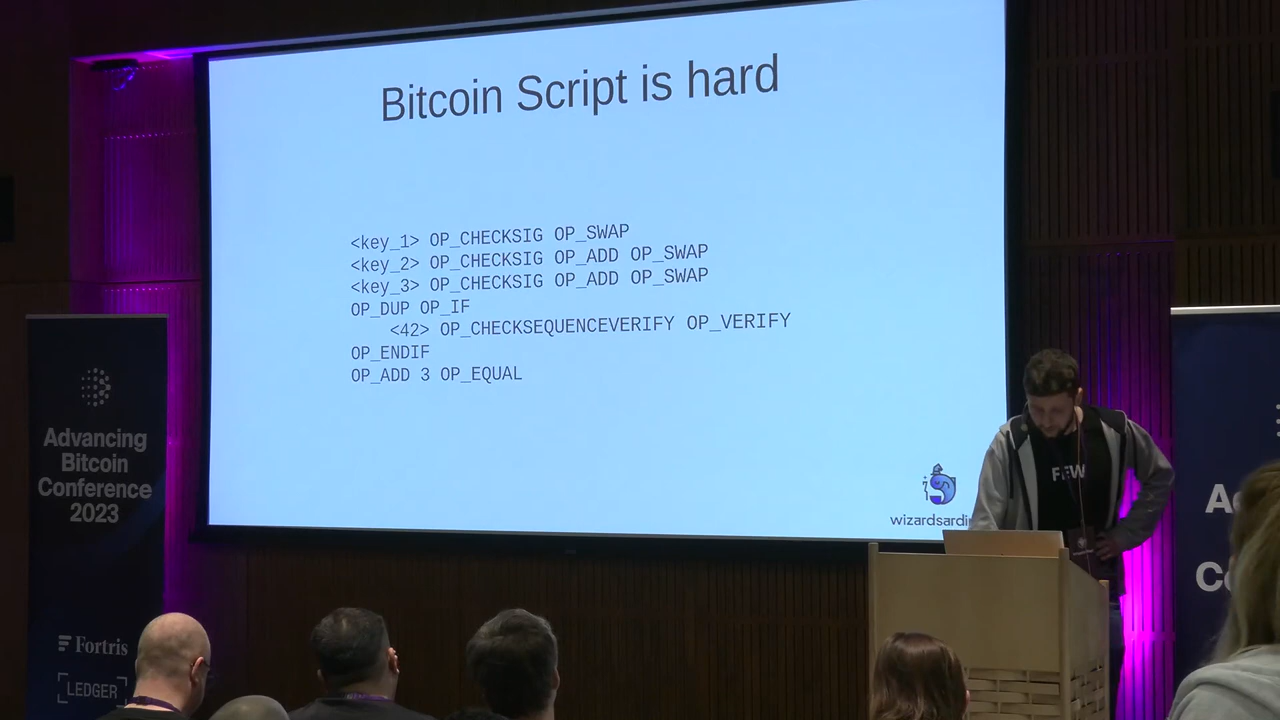 Bitcoin Script is hard
<key_1> OP_CHECKSIG OP_SWAP
<key_2> OP_CHECKSIG OP_ADD OP_SWAP
<key_3> OP_CHECKSIG OP_ADD OP_SWAP
OP_DUP OP_IF
<42> OP_CHECKSEQUENCEVERIFY OP_VERIFY
OP_ENDIF
OP_ADD 3 OP_EQUAL
wizardsardi
Advancing
Bitcoin
Conference
2023
Fortris
LEDGER